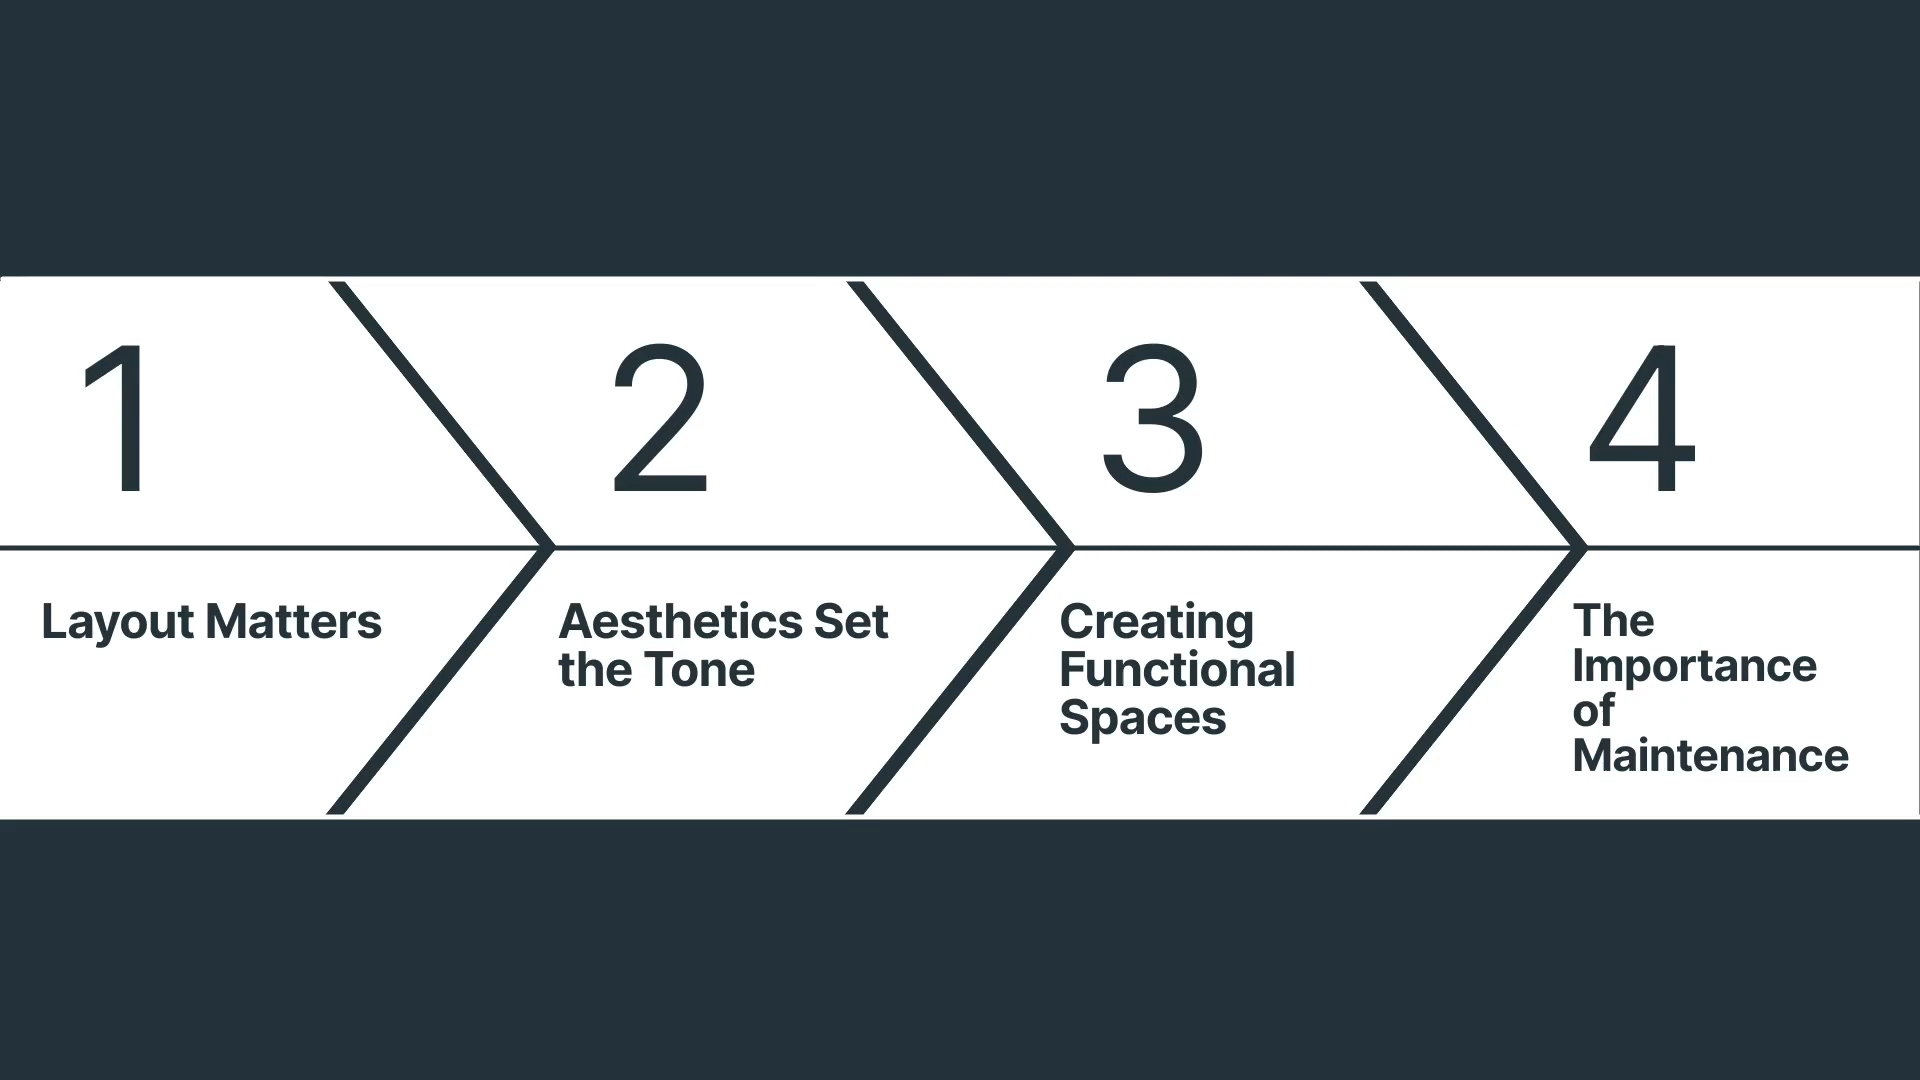 1
Layout Matters
2
Aesthetics Set
the Tone
3
Creating
Functional
Spaces
4
The
Importance
of
Maintenance